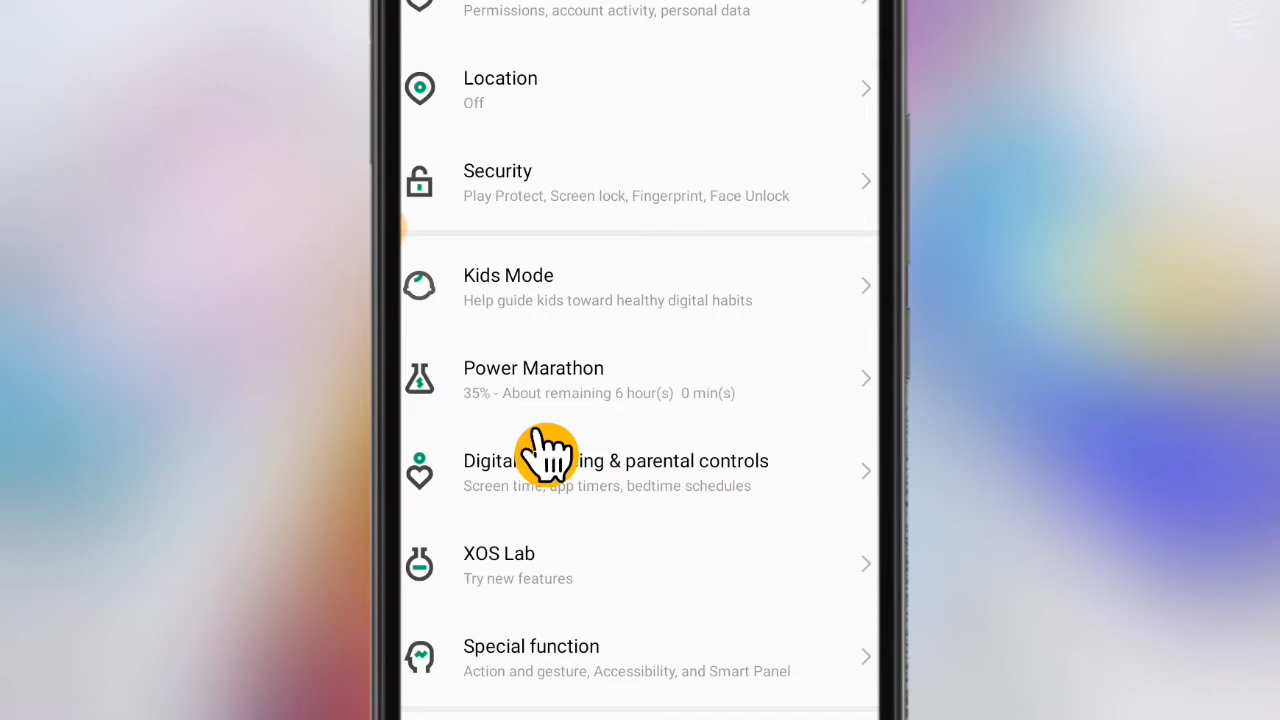 Permissions, account activity, personal data
Location
Off
Security
Play Protect, Screen lock, Fingerprint, Face Unlock
Kids Mode
Help guide kids toward healthy digital habits
Power Marathon
35% - About remaining 6 hour(s) 0 min(s)
Digital & parental controls
Screen time, app timers, bedtime schedules
XOS Lab
Try new features
Special function
Action and gesture, Accessibility, and Smart Panel